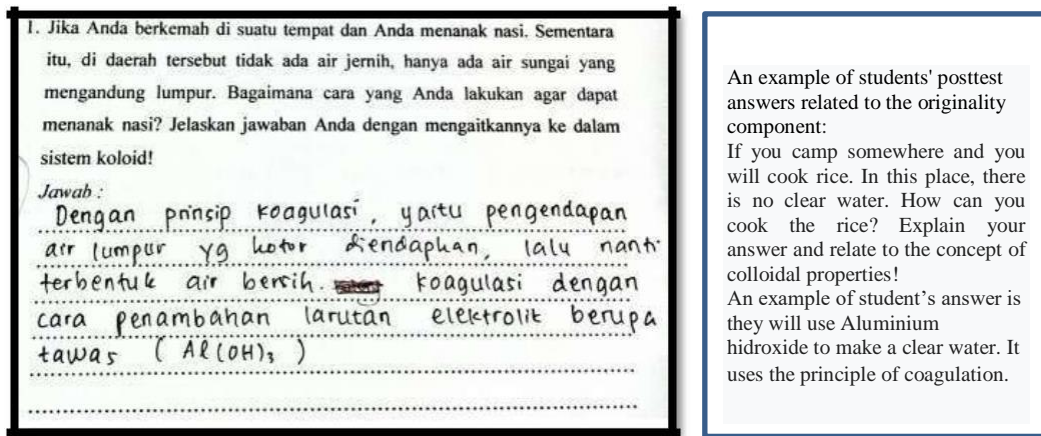 1. Jika Anda berkemah di suatu tempat dan Anda menanak nasi. Sementara
itu, di daerah tersebut tidak ada air jernih, hanya ada air sungai yang
mengandung lumpur. Bagaimana cara yang Anda lakukan agar dapat
menanak nasi? Jelaskan jawaban Anda dengan mengaitkannya ke dalam
sistem koloid!
Jawab :
Dengan prinsip koagulasi, yaitu pengendapan
air lumpur yg kotor diendapkan, lalu nanti
terbentuk air bersih. koagulasi dengan
cara penambahan larutan elektrolit berupa
tawas ( Al(OH)₃ )
An example of students' posttest
answers related to the originality
component:
If you camp somewhere and you
will cook rice. In this place, there
is no clear water. How can you
cook the rice? Explain your
answer and relate to the concept of
colloidal properties!
An example of student's answer is
they will use Aluminium
hidroxide to make a clear water. It
uses the principle of coagulation.